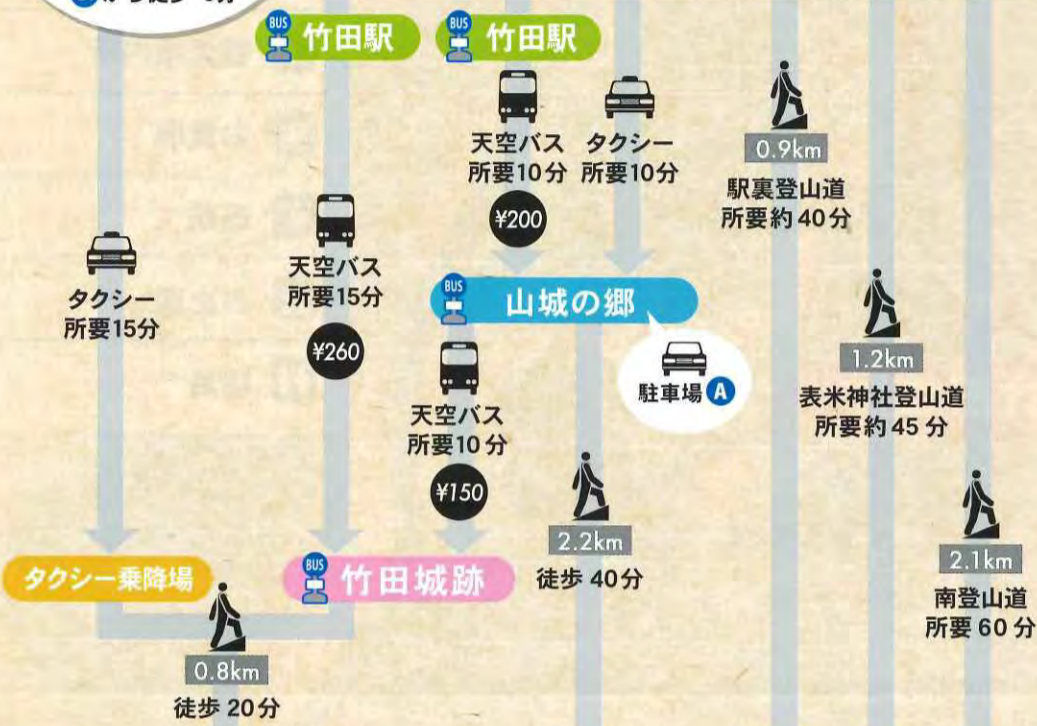 BUS 竹田駅
BUS 竹田駅
天空バス
所要10分
¥200
タクシー
所要10分
0.9km
駅裏登山道
所要約40分
タクシー
所要15分
天空バス
所要15分
¥260
BUS 山城の郷
駐車場 A
1.2km
表米神社登山道
所要約45分
天空バス
所要10分
¥150
2.2km
徒歩 40分
2.1km
南登山道
所要 60分
タクシー乗降場
BUS 竹田城跡
0.8km
徒歩 20分